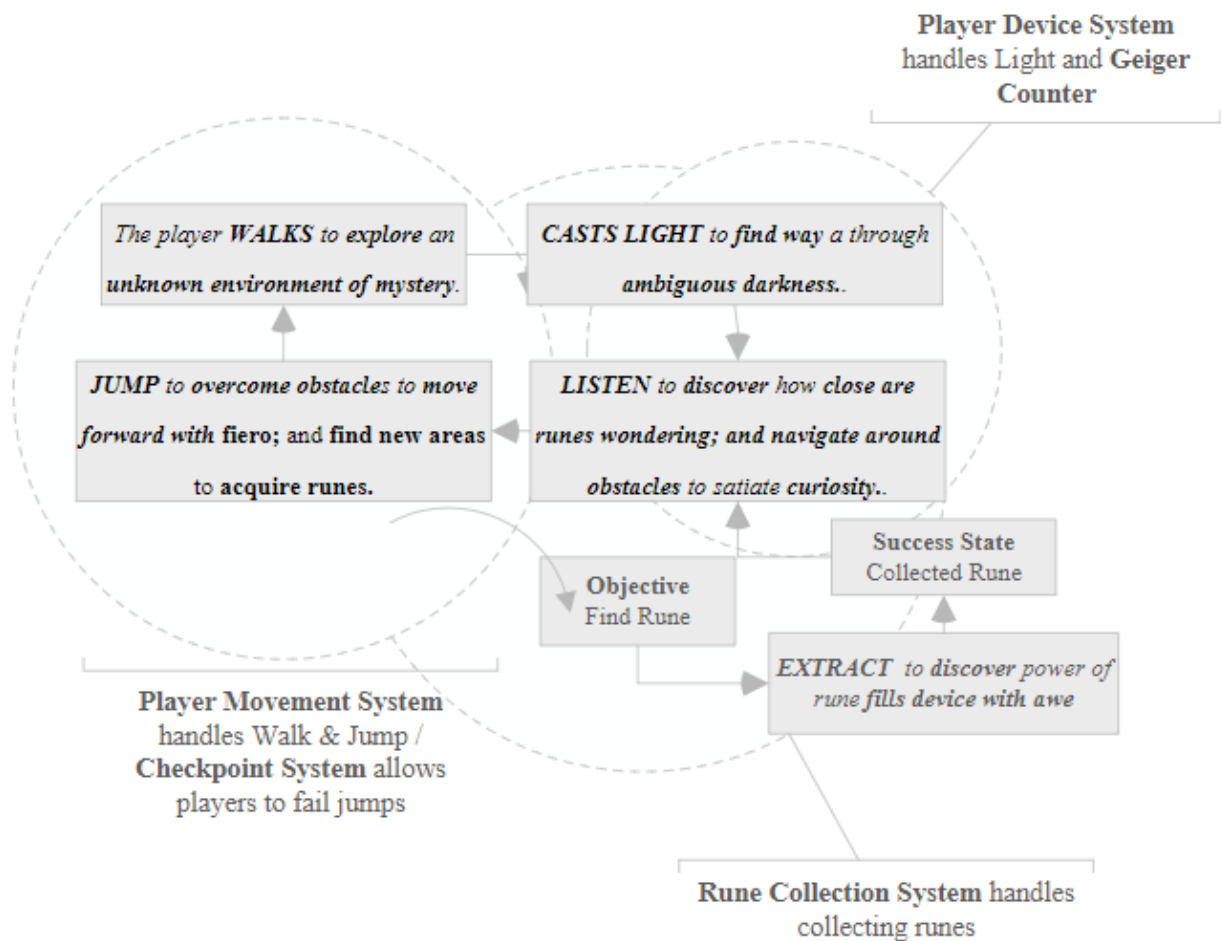 Player Device System
handles Light and Geiger
Counter
The player WALKS to explore an
unknown environment of mystery.
CASTS LIGHT to find way a through
ambiguous darkness..
JUMP to overcome obstacles to move
forward with fiero; and find new areas
to acquire runes.
LISTEN to discover how close are
runes wondering; and navigate around
obstacles to satiate curiosity..
Success State
Collected Rune
Objective
Find Rune
EXTRACT to discover power of
rune fills device with awe
Player Movement System
handles Walk & Jump /
Checkpoint System allows
players to fail jumps
Rune Collection System handles
collecting runes